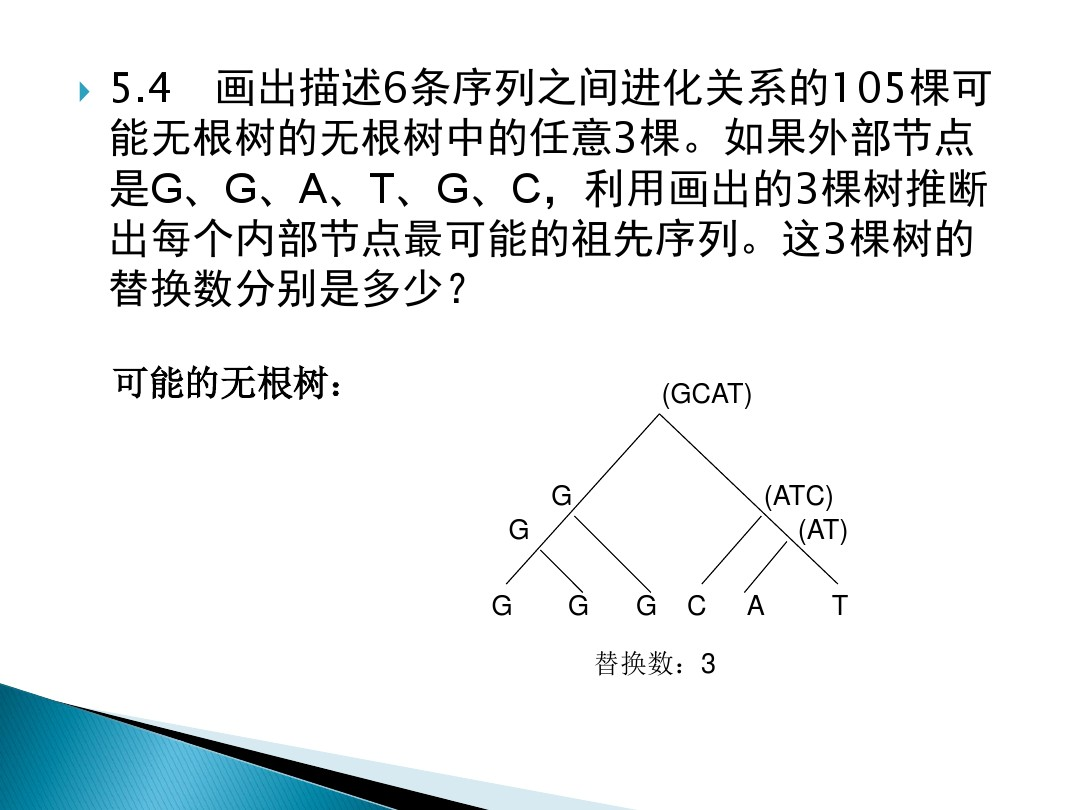 5.4 画出描述6条序列之间进化关系的105棵可
能无根树的无根树中的任意3棵。如果外部节点
是G、G、A、T、G、C，利用画出的3棵树推断
出每个内部节点最可能的祖先序列。这3棵树的
替换数分别是多少？
可能的无根树：
(GCAT)
G (ATC)
G (AT)
G G G C A T
替换数：3